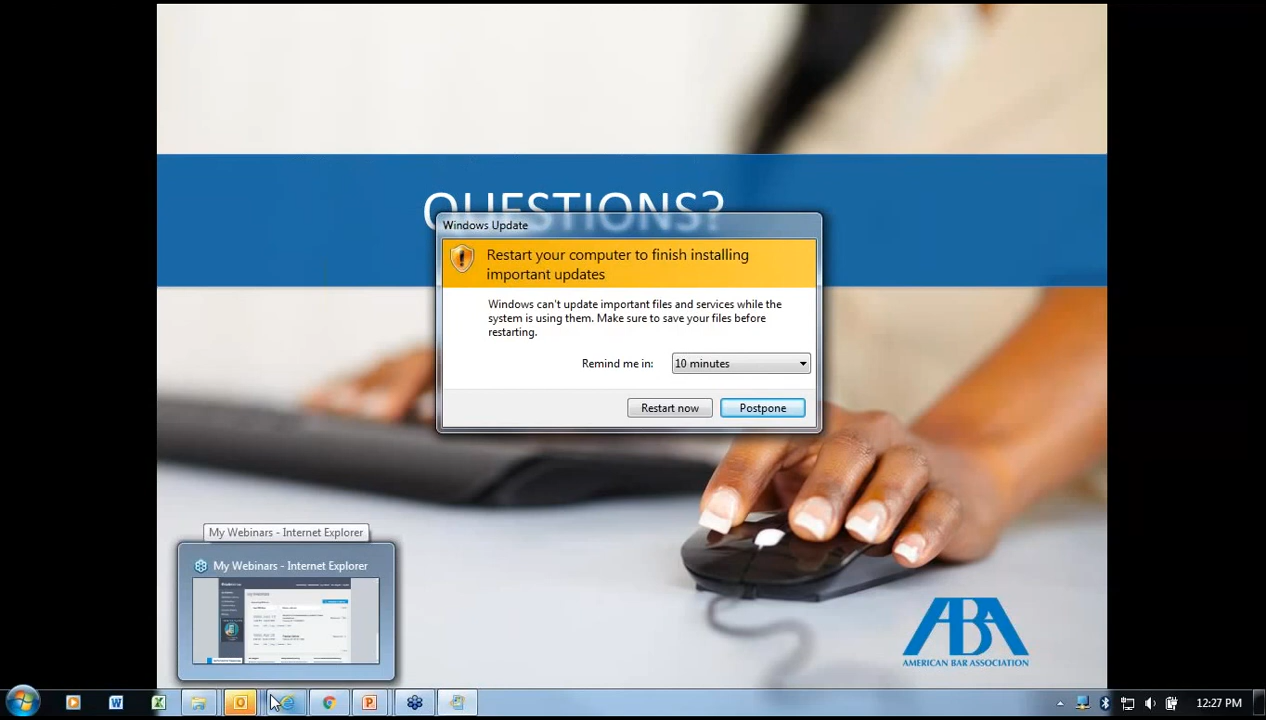 QUESTIONS?
Windows Update
Restart your computer to finish installing
important updates
Windows can't update important files and services while the
system is using them. Make sure to save your files before
restarting.
Remind me in:
10 minutes
Restart now
Postpone
My Webinars - Internet Explorer
My Webinars - Internet Explorer
ABA
AMERICAN BAR ASSOCIATION
12:27 PM